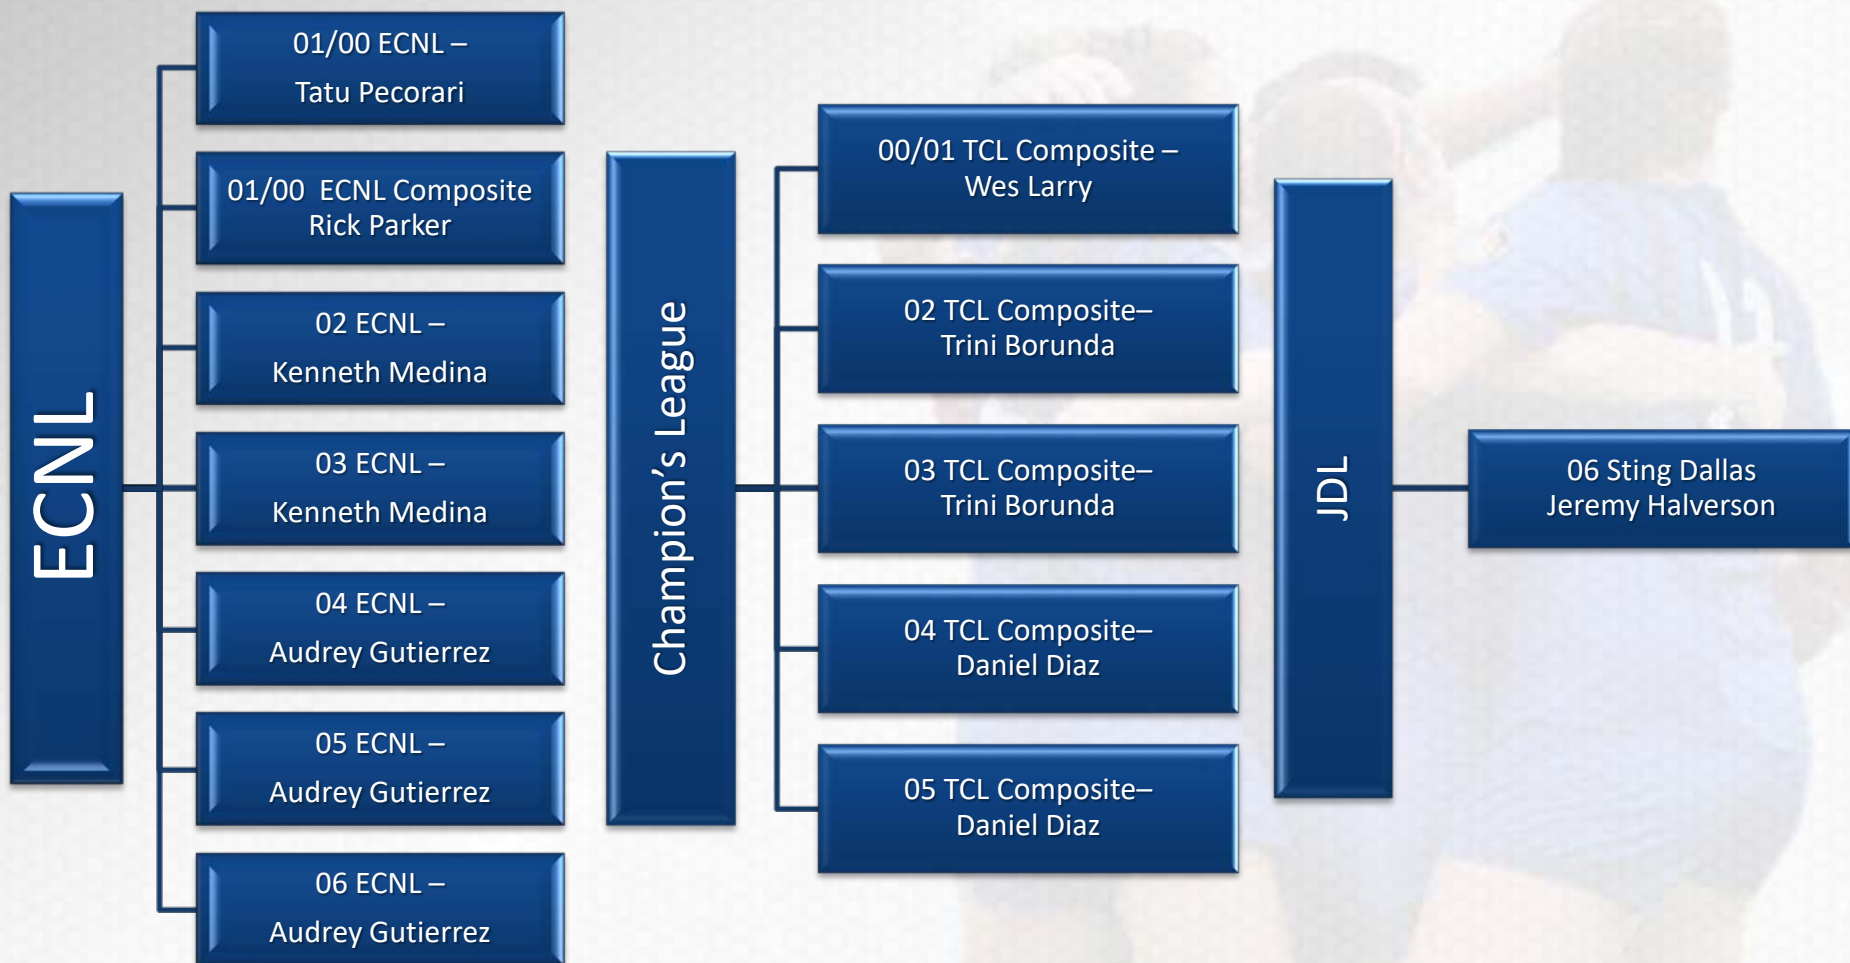 ECNL
01/00 ECNL –
Tatu Pecorari
01/00  ECNL Composite
Rick Parker
02 ECNL –
Kenneth Medina
03 ECNL –
Kenneth Medina
04 ECNL –
Audrey Gutierrez
05 ECNL –
Audrey Gutierrez
06 ECNL –
Audrey Gutierrez
Champion’s League
00/01 TCL Composite –
Wes Larry
02 TCL Composite–
Trini Borunda
03 TCL Composite–
Trini Borunda
04 TCL Composite–
Daniel Diaz
05 TCL Composite–
Daniel Diaz
JDL
06 Sting Dallas
Jeremy Halverson